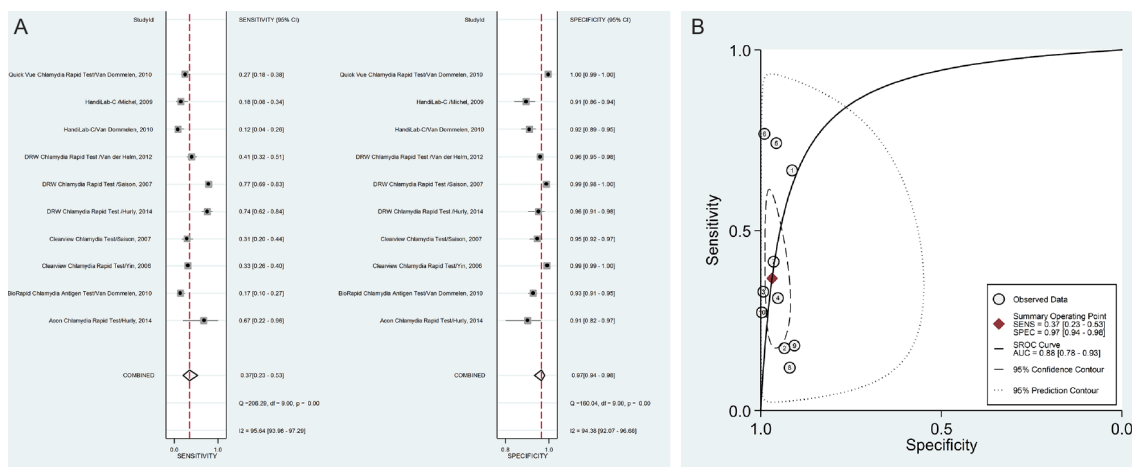 A
StudyId SENSITIVITY (95% CI)
Quick Vue Chlamydia Rapid Test/Van Dommelen, 2010 0.27 [0.18 - 0.38]
HandiLab-C /Michel, 2009 0.18 [0.08 - 0.34]
HandiLab-C/Van Dommelen, 2010 0.12 [0.04 - 0.26]
DRW Chlamydia Rapid Test /Van der Helm, 2012 0.41 [0.32 - 0.51]
DRW Chlamydia Rapid Test /Saison, 2007 0.77 [0.69 - 0.83]
DRW Chlamydia Rapid Test /Hurly, 2014 0.74 [0.62 - 0.84]
Clearview Chlamydia Test/Saison, 2007 0.31 [0.20 - 0.44]
Clearview Chlamydia Rapid Test/Yin, 2006 0.33 [0.26 - 0.40]
BioRapid Chlamydia Antigen Test/Van Dommelen, 2010 0.17 [0.10 - 0.27]
Acon Chlamydia Rapid Test/Hurly, 2014 0.67 [0.22 - 0.96]
COMBINED 0.37[0.23 - 0.53]
Q =206.28, df = 9.00, p = 0.00
I2 = 95.64 [93.98 - 97.29]
0.0 1.0
SENSITIVITY
StudyId SPECIFICITY (95% CI)
Quick Vue Chlamydia Rapid Test/Van Dommelen, 2010 1.00 [0.99 - 1.00]
HandiLab-C /Michel, 2009 0.91 [0.86 - 0.94]
HandiLab-C/Van Dommelen, 2010 0.92 [0.89 - 0.95]
DRW Chlamydia Rapid Test /Van der Helm, 2012 0.96 [0.95 - 0.98]
DRW Chlamydia Rapid Test /Saison, 2007 0.99 [0.98 - 1.00]
DRW Chlamydia Rapid Test /Hurly, 2014 0.96 [0.91 - 0.98]
Clearview Chlamydia Test/Saison, 2007 0.95 [0.92 - 0.97]
Clearview Chlamydia Rapid Test/Yin, 2006 0.99 [0.99 - 1.00]
BioRapid Chlamydia Antigen Test/Van Dommelen, 2010 0.93 [0.91 - 0.95]
Acon Chlamydia Rapid Test/Hurly, 2014 0.91 [0.82 - 0.97]
COMBINED 0.97[0.94 - 0.98]
Q =160.04, df = 9.00, p = 0.00
I2 = 94.38 [92.07 - 96.68]
0.8 1.0
SPECIFICITY
B
1.0
0.5
0.0
Sensitivity
1
4
9
10
Observed Data
Summary Operating Point
SENS = 0.37 [0.23 - 0.53]
SPEC = 0.97 [0.94 - 0.98]
SROC Curve
AUC = 0.88 [0.78 - 0.93]
95% Confidence Contour
95% Prediction Contour
1.0 0.5 0.0
Specificity